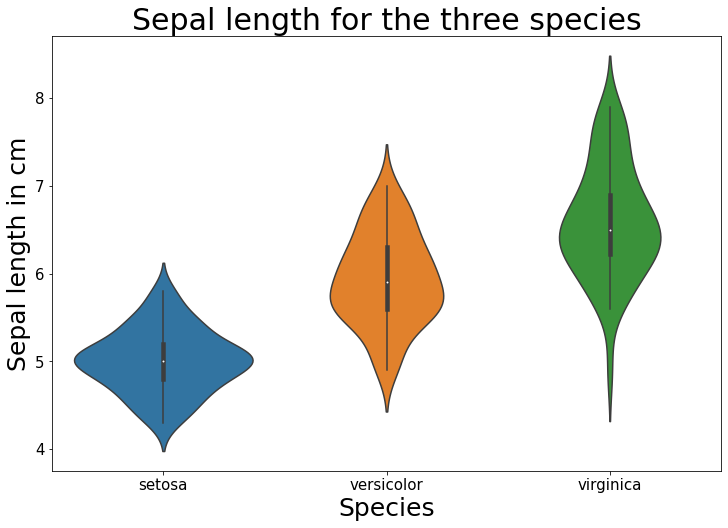 Sepal length for the three species
Sepal length in cm
8
7
6
5
4
setosa versicolor virginica
Species